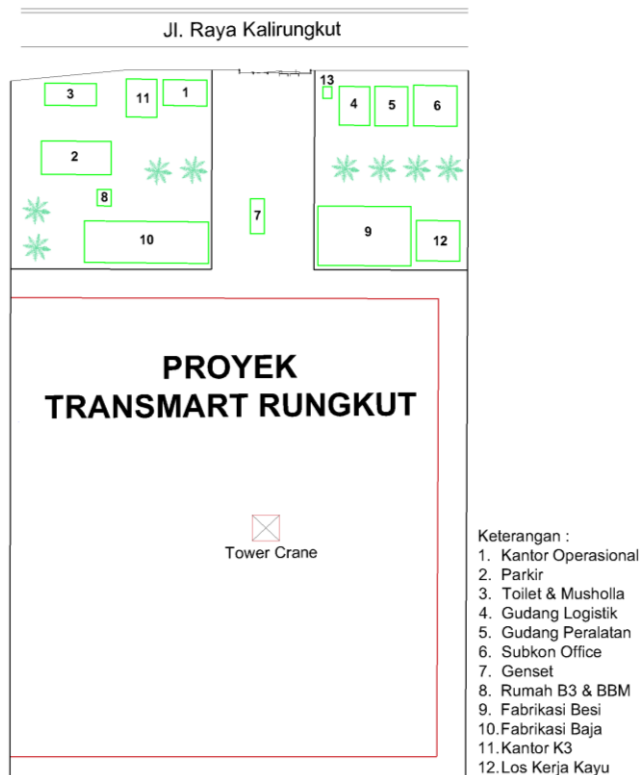 Jl. Raya Kalirungkut
13
3
11
1
4
5
6
2
8
7
10
9
12
PROYEK
TRANSMART RUNGKUT
Tower Crane
Keterangan :
1. Kantor Operasional
2. Parkir
3. Toilet & Musholla
4. Gudang Logistik
5. Gudang Peralatan
6. Subkon Office
7. Genset
8. Rumah B3 & BBM
9. Fabrikasi Besi
10.Fabrikasi Baja
11.Kantor K3
12.Los Kerja Kayu